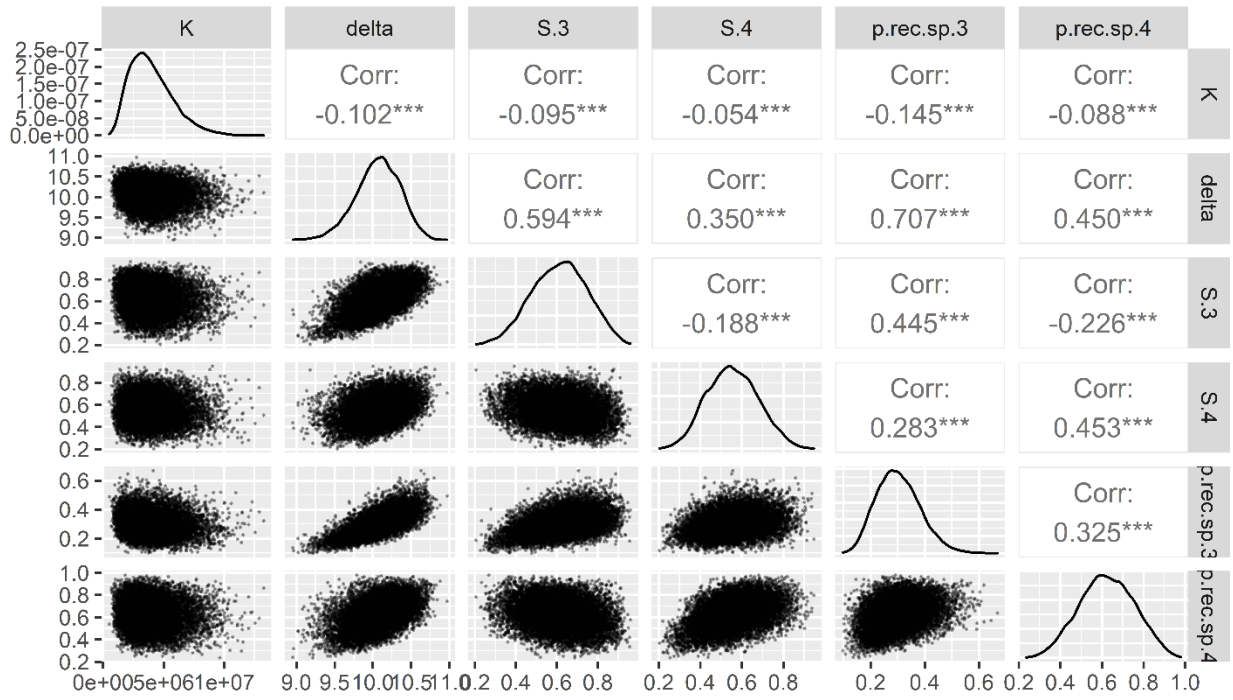 K delta S.3 S.4 p.rec.sp.3 p.rec.sp.4
2.5e-07
2.0e-07
1.5e-07
1.0e-07
5.0e-08
0.0e+00
Corr:
-0.102***
Corr:
-0.095***
Corr:
-0.054***
Corr:
-0.145***
Corr:
-0.088***
K
11.0
10.5
10.0
9.5
9.0
Corr:
0.594***
Corr:
0.350***
Corr:
0.707***
Corr:
0.450***
delta
0.8
0.6
0.4
0.2
Corr:
-0.188***
Corr:
0.445***
Corr:
-0.226***
S.3
0.8
0.6
0.4
0.2
Corr:
0.283***
Corr:
0.453***
S.4
0.6
0.4
0.2
Corr:
0.325***
p.rec.sp.3
1.0
0.8
0.6
0.4
0.2
p.rec.sp.4
0e+005e+061e+07 9.0 9.510.010.511.0 0.2 0.4 0.6 0.8 0.2 0.4 0.6 0.8 0.2 0.4 0.6 0.2 0.4 0.6 0.8 1.0